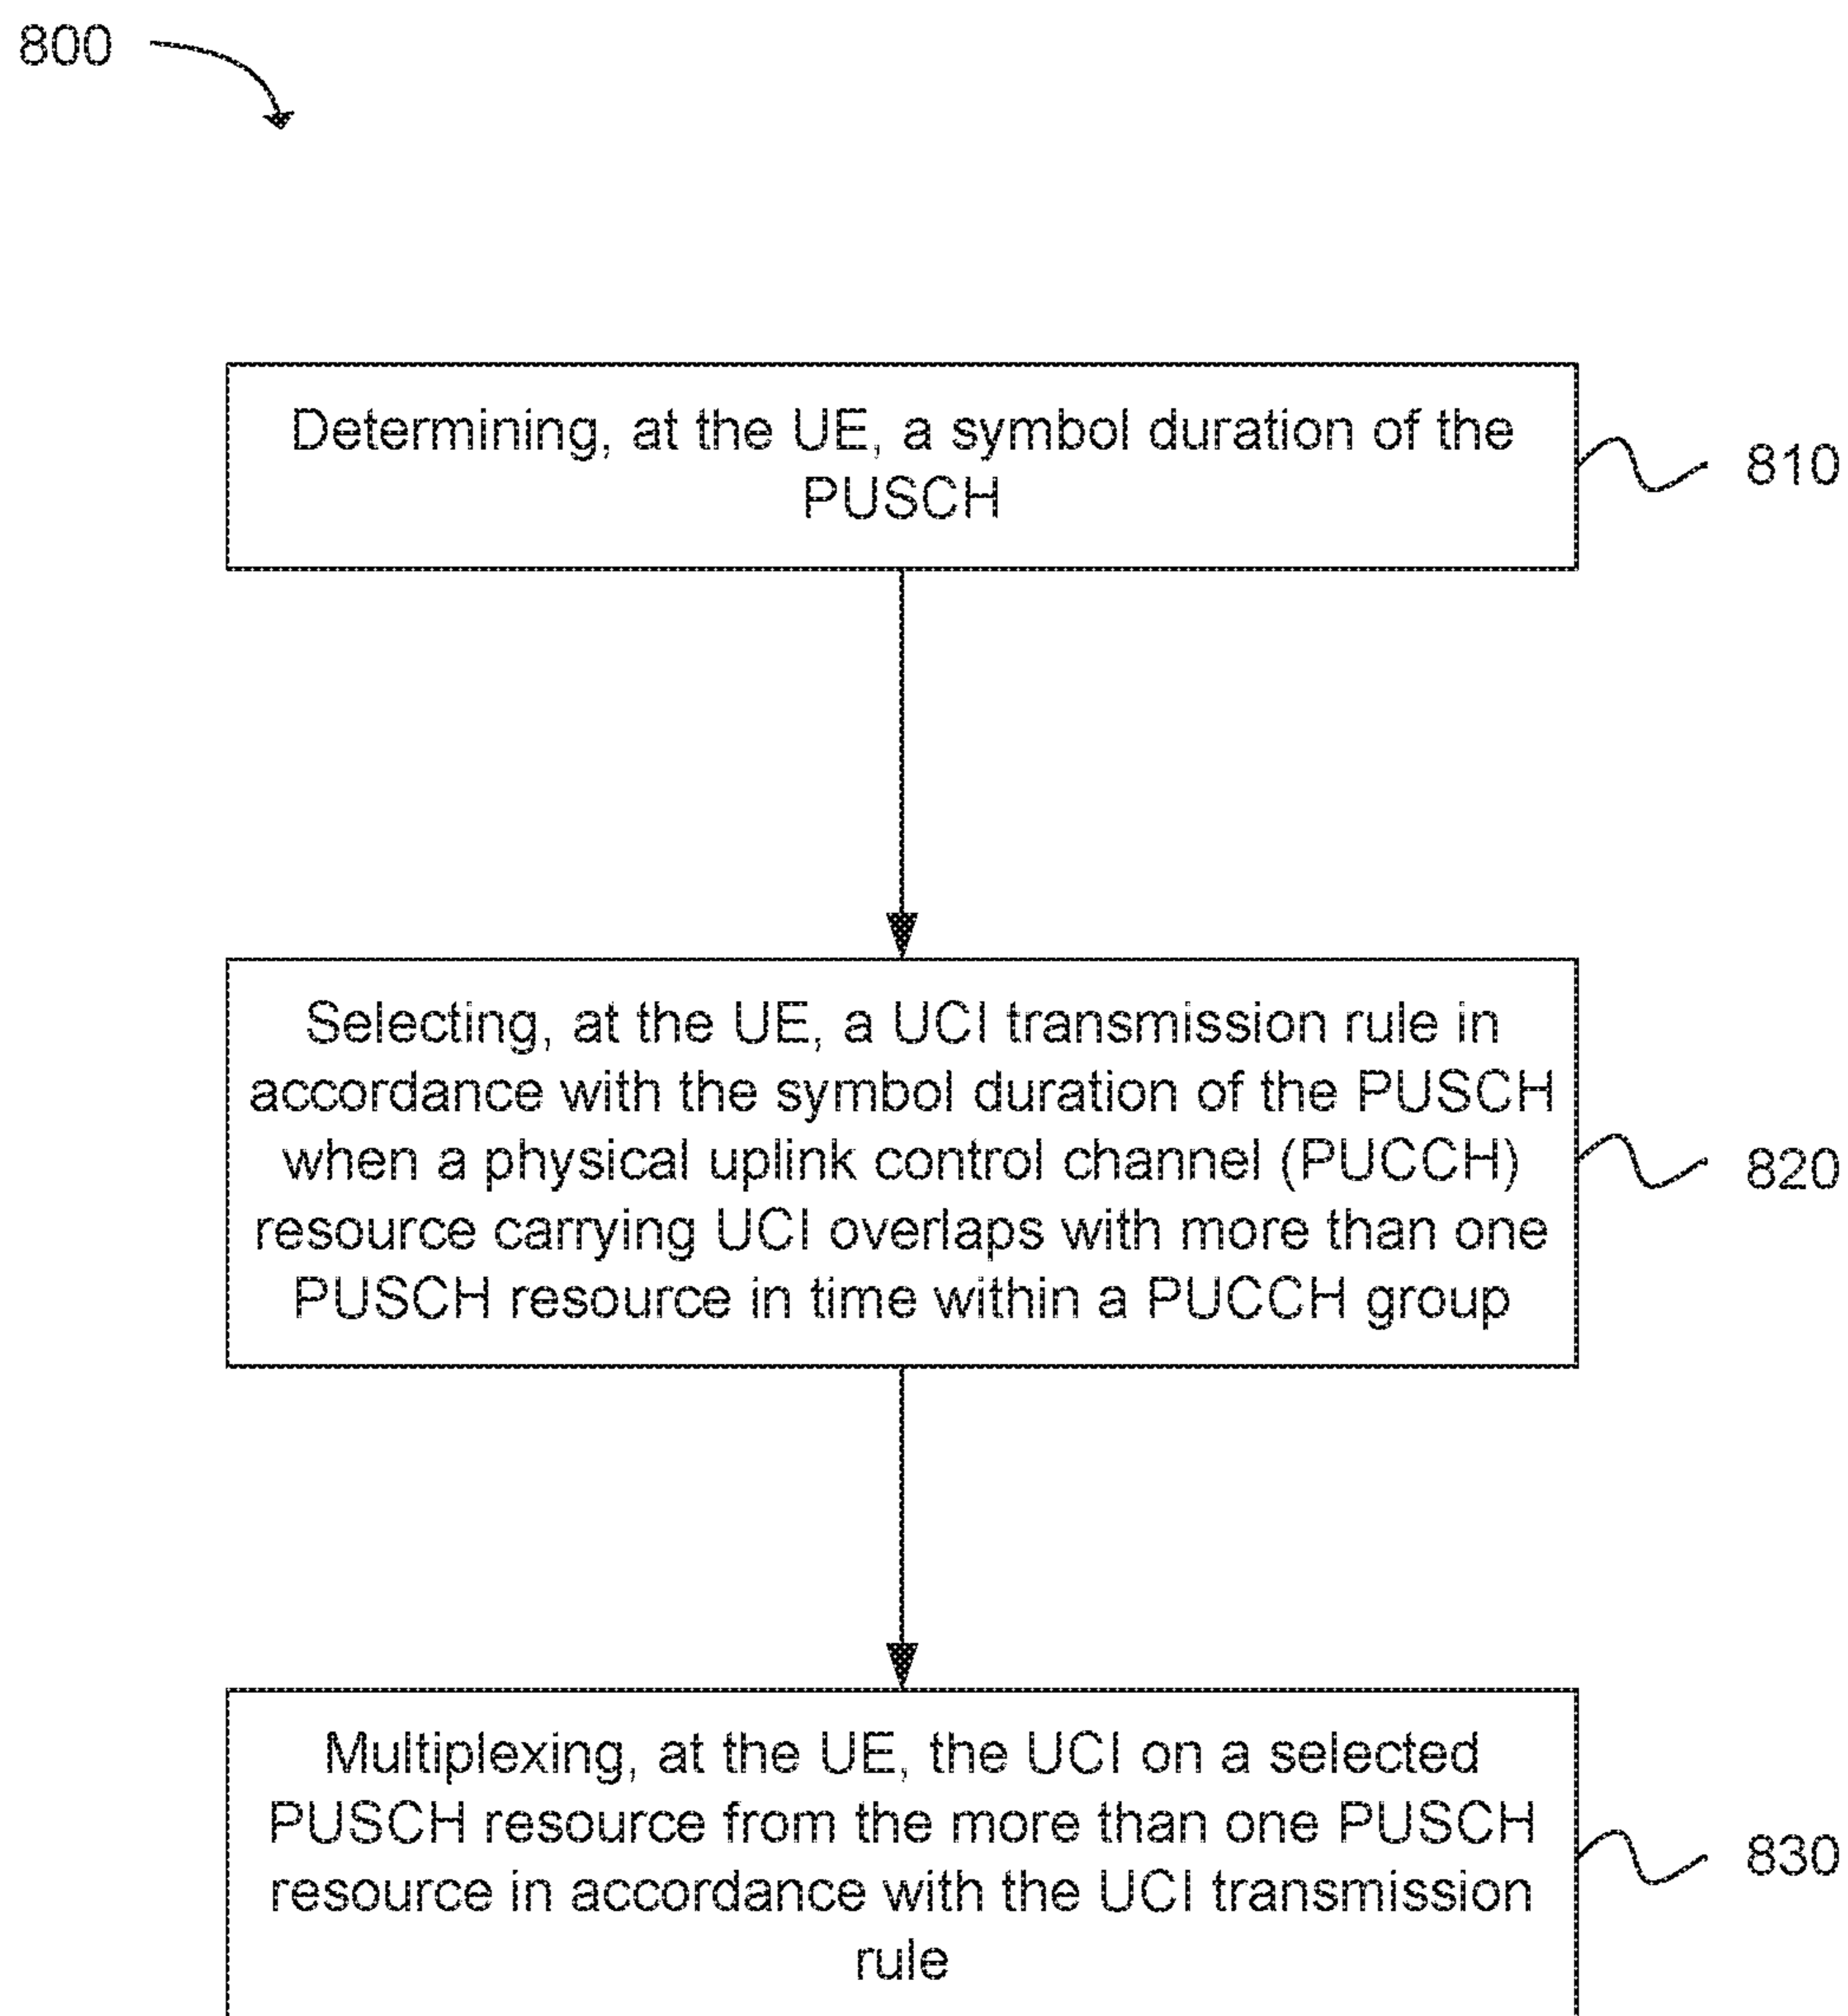 800
Determining, at the UE, a symbol duration of the
PUSCH
810
Selecting, at the UE, a UCI transmission rule in
accordance with the symbol duration of the PUSCH
when a physical uplink control channel (PUCCH)
resource carrying UCI overlaps with more than one
PUSCH resource in time within a PUCCH group
820
Multiplexing, at the UE, the UCI on a selected
PUSCH resource from the more than one PUSCH
resource in accordance with the UCI transmission
rule
830